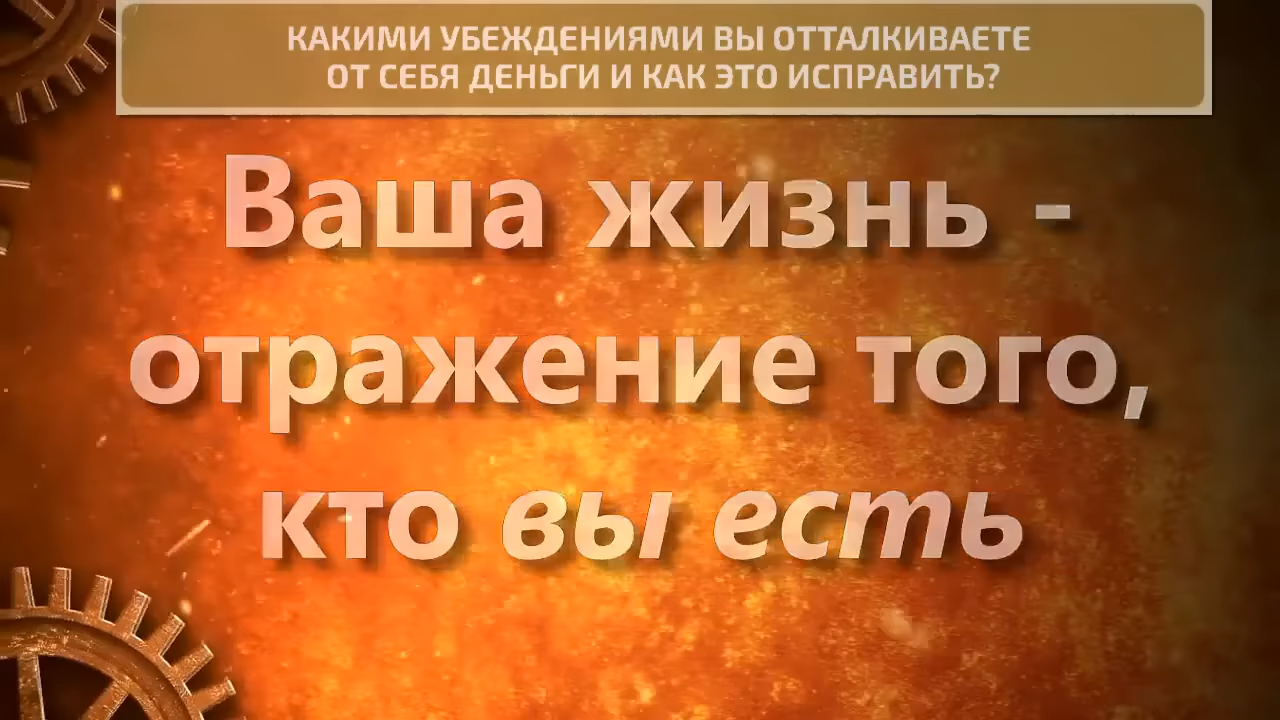 КАКИМИ УБЕЖДЕНИЯМИ ВЫ ОТТАЛКИВАЕТЕ
ОТ СЕБЯ ДЕНЬГИ И КАК ЭТО ИСПРАВИТЬ?
Ваша жизнь -
отражение того,
кто вы есть